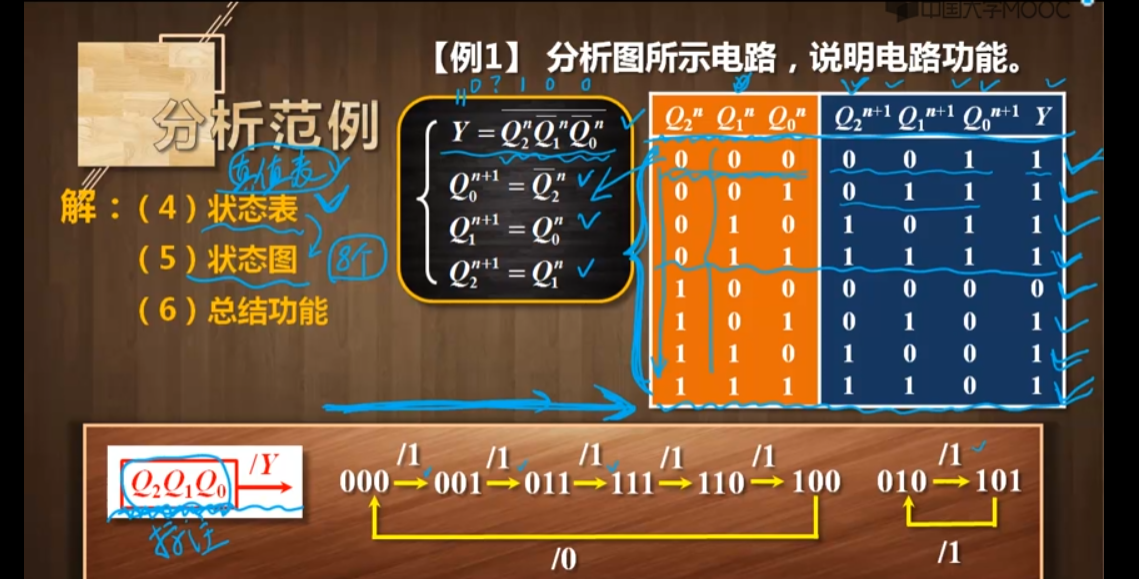 中国大学MOOC
【例1】 分析图所示电路，说明电路功能。
分析范例
0 ? 1 0 0
真值表
解：（4）状态表
（5）状态图
8个
（6）总结功能
Y = \overline{Q_2^n \overline{Q}_1^n \overline{Q}_0^n}
Q_0^{n+1} = \overline{Q}_2^n
Q_1^{n+1} = Q_0^n
Q_2^{n+1} = Q_1^n
Q_2^n Q_1^n Q_0^n Q_2^{n+1} Q_1^{n+1} Q_0^{n+1} Y
0 0 0 0 0 1 1
0 0 1 0 1 1 1
0 1 0 1 0 1 1
0 1 1 1 1 1 1
1 0 0 0 0 0 0
1 0 1 0 1 0 1
1 1 0 1 0 0 1
1 1 1 1 1 0 1
Q_2Q_1Q_0 /Y
标注
/1 /1 /1 /1 /1 /1
000 → 001 → 011 → 111 → 110 → 100 010 → 101
/0 /1